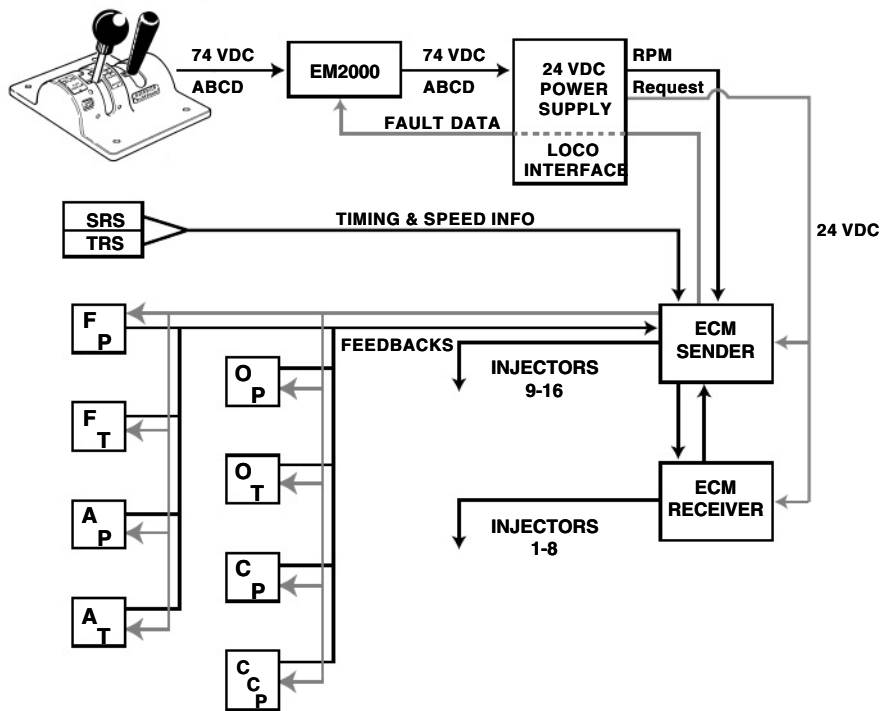 74 VDC
ABCD
EM2000
74 VDC
ABCD
24 VDC
POWER
SUPPLY
LOCO
INTERFACE
RPM
Request
FAULT DATA
SRS
TRS
TIMING & SPEED INFO
24 VDC
F
P
F
T
A
P
A
T
O
P
O
T
C
P
C
C
P
FEEDBACKS
ECM
SENDER
INJECTORS
9-16
ECM
RECEIVER
INJECTORS
1-8